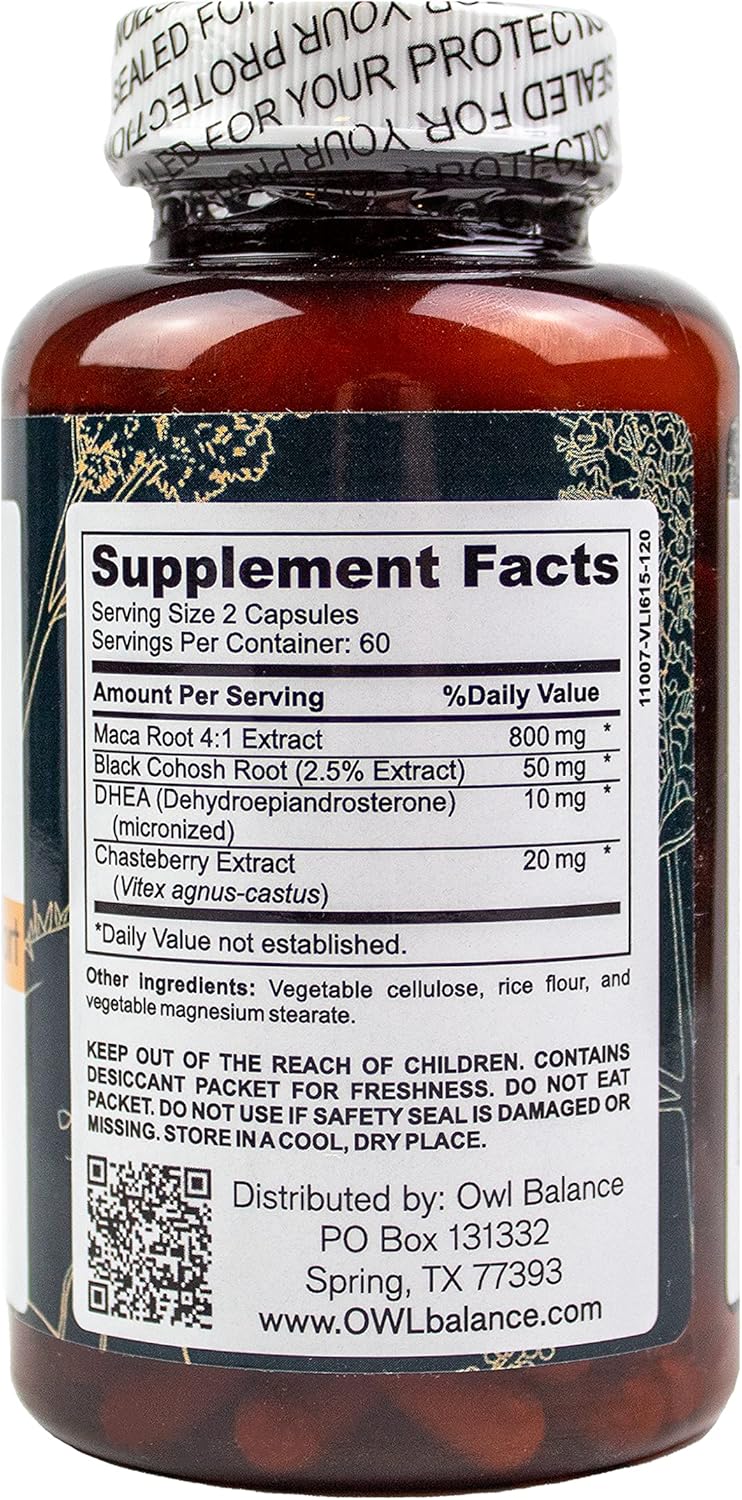 SEALED FOR YOUR PROTECTION
SEALED FOR YOUR PROTECTION
Supplement Facts
Serving Size 2 Capsules
Servings Per Container: 60
Amount Per Serving %Daily Value
Maca Root 4:1 Extract 800 mg *
Black Cohosh Root (2.5% Extract) 50 mg *
DHEA (Dehydroepiandrosterone) 10 mg *
(micronized)
Chasteberry Extract 20 mg *
(Vitex agnus-castus)
*Daily Value not established.
Other ingredients: Vegetable cellulose, rice flour, and
vegetable magnesium stearate.
KEEP OUT OF THE REACH OF CHILDREN. CONTAINS
DESICCANT PACKET FOR FRESHNESS. DO NOT EAT
PACKET. DO NOT USE IF SAFETY SEAL IS DAMAGED OR
MISSING. STORE IN A COOL, DRY PLACE.
Distributed by: Owl Balance
PO Box 131332
Spring, TX 77393
www.OWLbalance.com
11007-VLI615-120